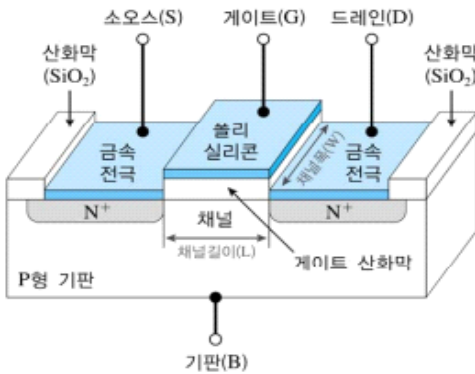 소오스(S)
게이트(G)
드레인(D)
산화막
(SiO₂)
산화막
(SiO₂)
금속
전극
폴리
실리콘
채널폭(W)
금속
전극
N⁺
채널
N⁺
채널길이(L)
게이트 산화막
P형 기판
기판(B)